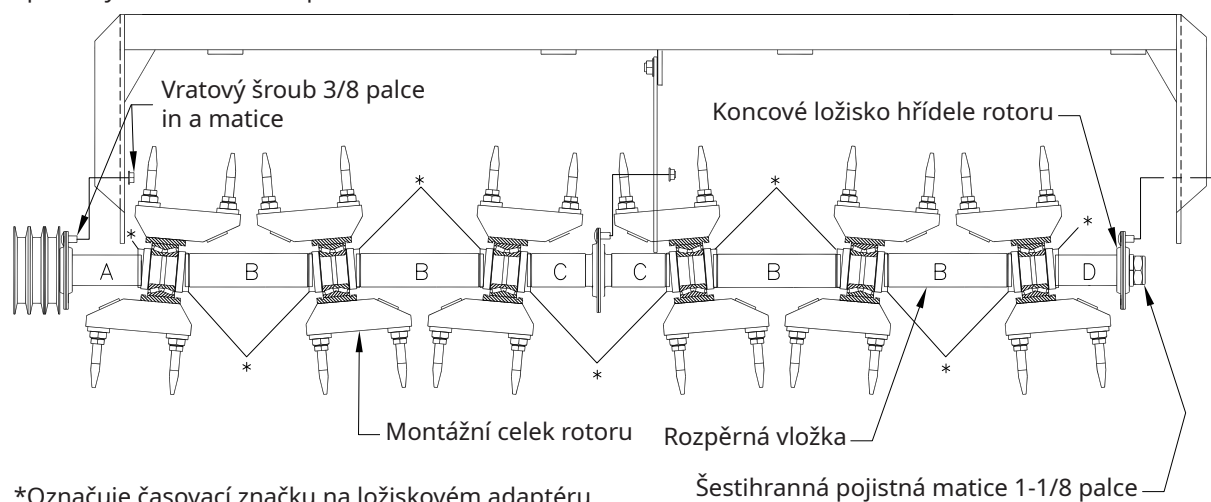 Vratový šroub 3/8 palce
in a matice
Koncové ložisko hřídele rotoru
*
*
*
*
A
B
B
C
C
B
B
D
*
*
*
Montážní celek rotoru
Rozpěrná vložka
Šestihranná pojistná matice 1-1/8 palce
*Označuje časovací značku na ložiskovém adaptéru